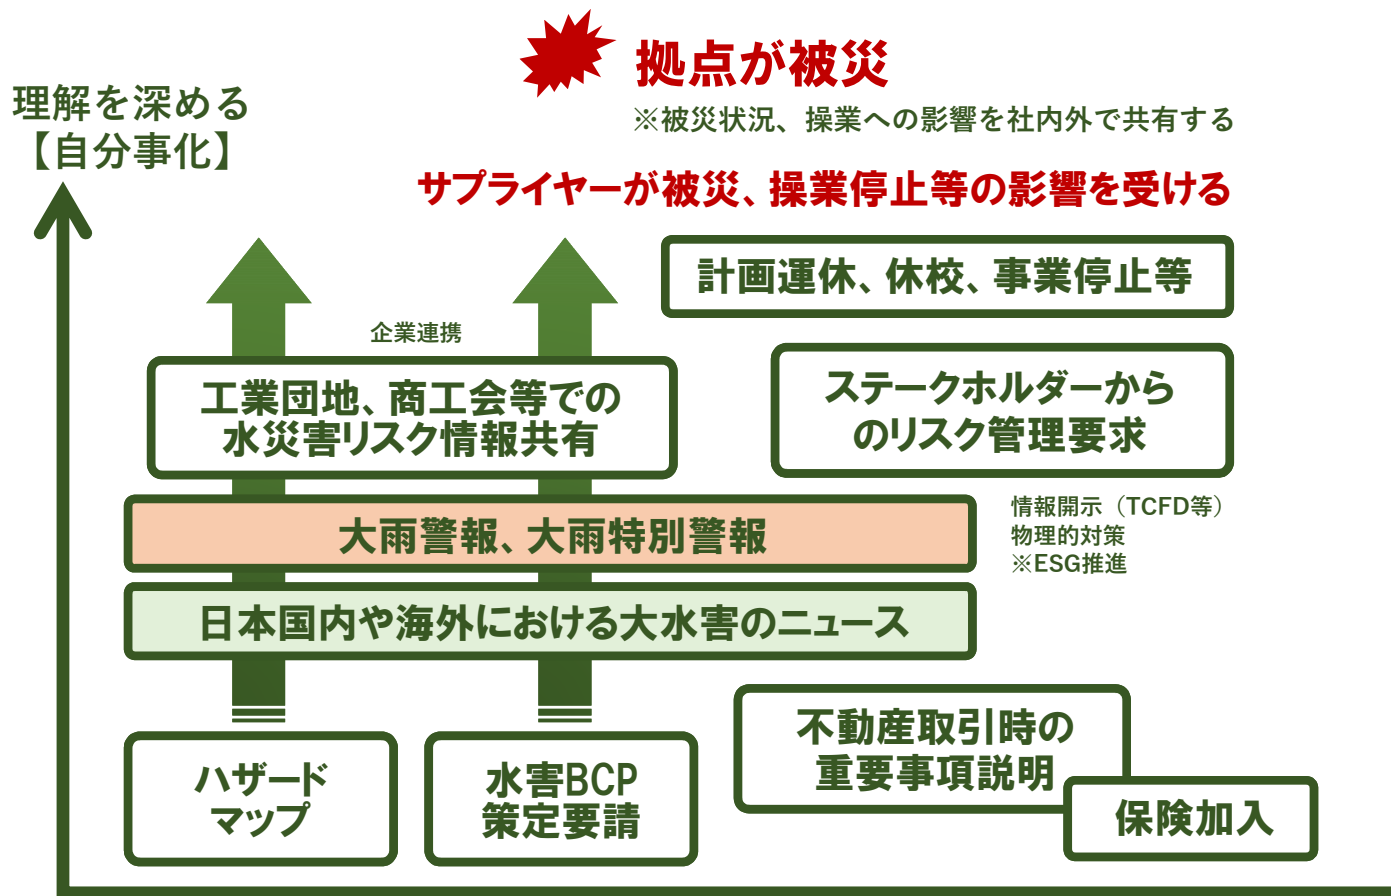 拠点が被災
※被災状況、操業への影響を社内外で共有する
理解を深める
【自分事化】
サプライヤーが被災、操業停止等の影響を受ける
計画運休、休校、事業停止等
企業連携
工業団地、商工会等での
水災害リスク情報共有
ステークホルダーから
のリスク管理要求
大雨警報、大雨特別警報
情報開示（TCFD等）
物理的対策
※ESG推進
日本国内や海外における大水害のニュース
ハザード
マップ
水害BCP
策定要請
不動産取引時の
重要事項説明
保険加入